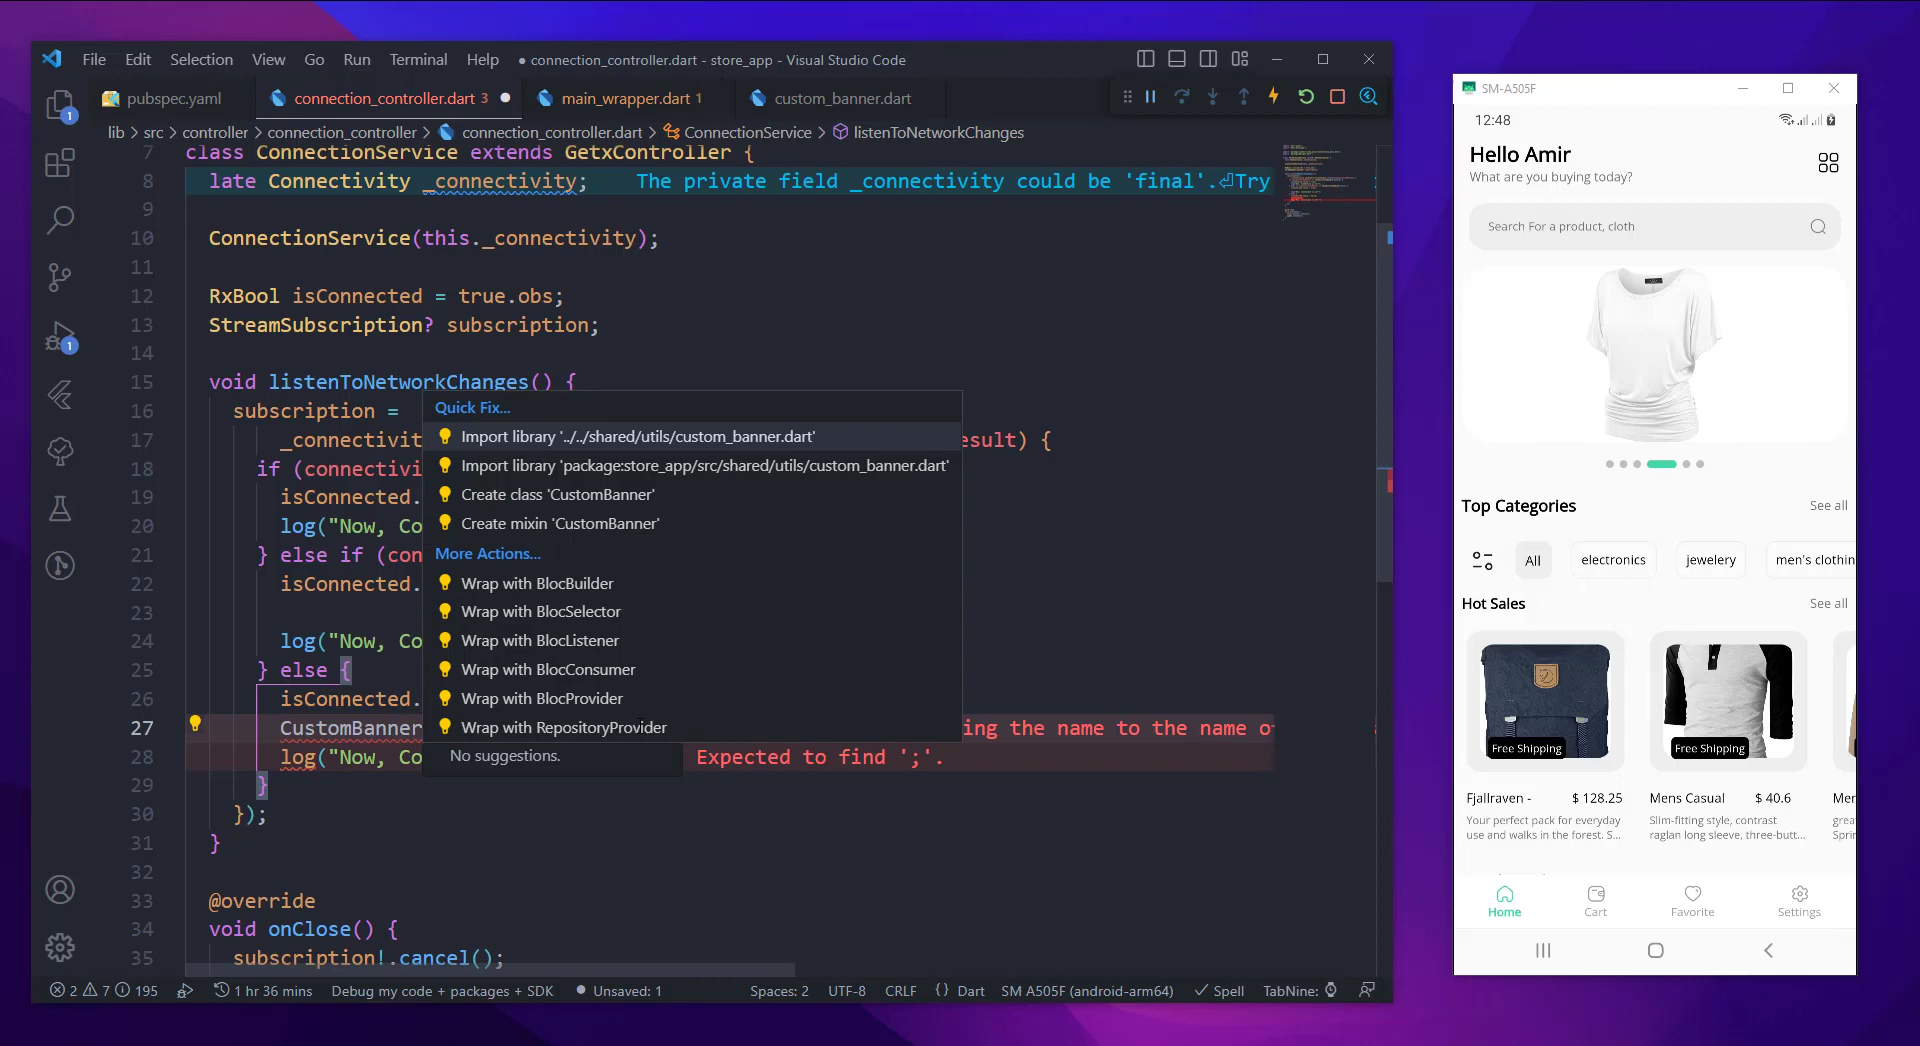 File Edit Selection View Go Run Terminal Help ● connection_controller.dart - store_app - Visual Studio Code
pubspec.yaml
connection_controller.dart 3 ●
main_wrapper.dart 1
custom_banner.dart
1
lib > src > controller > connection_controller > connection_controller.dart > ConnectionService > listenToNetworkChanges
7 class ConnectionService extends GetxController {
8 late Connectivity _connectivity; The private field _connectivity could be 'final'.⏎Try
9
10 ConnectionService(this._connectivity);
11
12 RxBool isConnected = true.obs;
13 StreamSubscription? subscription;
14
15 void listenToNetworkChanges() {
16 subscription =
17 _connectivit esult) {
18 if (connectivi
19 isConnected.
20 log("Now, Co
21 } else if (con
22 isConnected.
23
24 log("Now, Co
25 } else {
26 isConnected.
27 CustomBanner ing the name to the name o
28 log("Now, Co Expected to find ';'.
29 }
30 });
31 }
32
33 @override
34 void onClose() {
35 subscription!.cancel();
1
Quick Fix...
Import library '../../shared/utils/custom_banner.dart'
Import library 'package:store_app/src/shared/utils/custom_banner.dart'
Create class 'CustomBanner'
Create mixin 'CustomBanner'
More Actions...
Wrap with BlocBuilder
Wrap with BlocSelector
Wrap with BlocListener
Wrap with BlocConsumer
Wrap with BlocProvider
Wrap with RepositoryProvider
No suggestions.
2 7 195 1 hr 36 mins Debug my code + packages + SDK ● Unsaved: 1 Spaces: 2 UTF-8 CRLF {} Dart SM A505F (android-arm64) ✓ Spell TabNine:
SM-A505F
12:48
Hello Amir
What are you buying today?
Search For a product, cloth
Top Categories See all
All electronics jewelery men's clothin
Hot Sales See all
Free Shipping Free Shipping
Fjallraven - $ 128.25 Mens Casual $ 40.6 Mer
Your perfect pack for everyday Slim-fitting style, contrast grea
use and walks in the forest. S... raglan long sleeve, three-butt... Sprin
Home Cart Favorite Settings